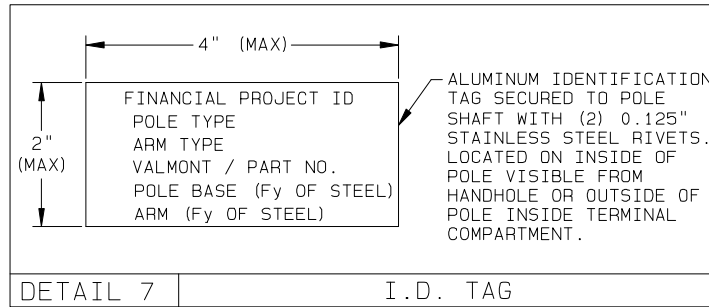 4" (MAX)
2"
(MAX)
FINANCIAL PROJECT ID
POLE TYPE
ARM TYPE
VALMONT / PART NO.
POLE BASE (Fy OF STEEL)
ARM (Fy OF STEEL)
ALUMINUM IDENTIFICATION
TAG SECURED TO POLE
SHAFT WITH (2) 0.125"
STAINLESS STEEL RIVETS.
LOCATED ON INSIDE OF
POLE VISIBLE FROM
HANDHOLE OR OUTSIDE OF
POLE INSIDE TERMINAL
COMPARTMENT.
DETAIL 7
I.D. TAG